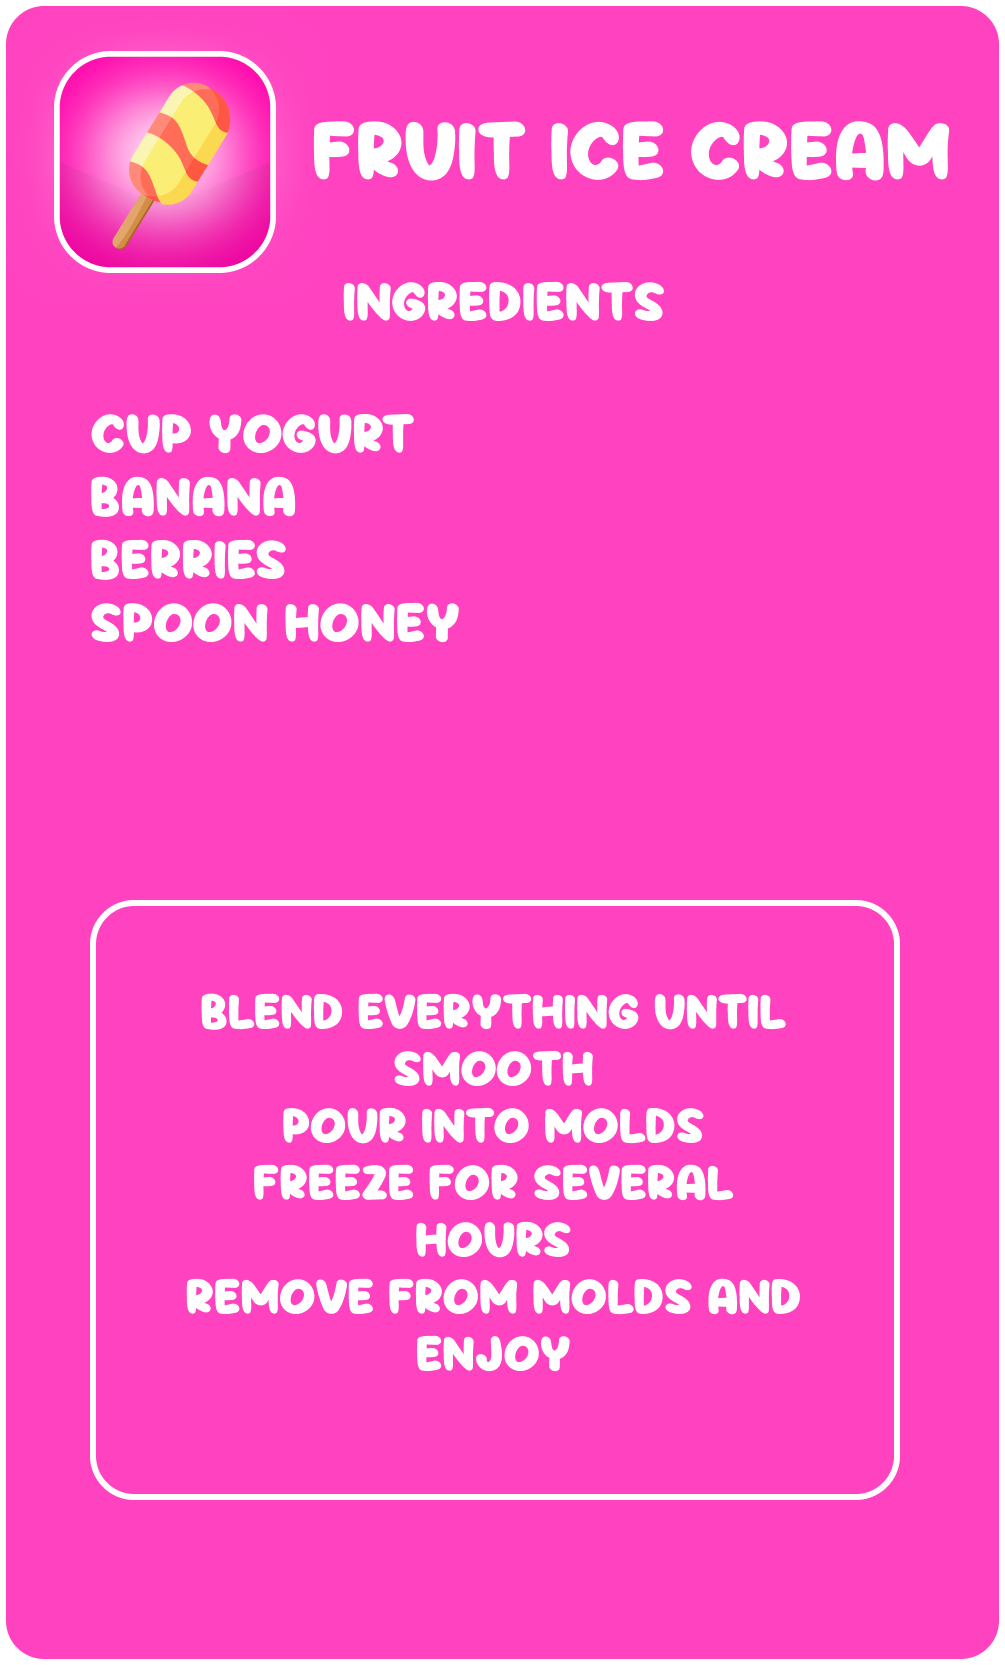 FRUIT ICE CREAM
INGREDIENTS
CUP YOGURT
BANANA
BERRIES
SPOON HONEY
BLEND EVERYTHING UNTIL
SMOOTH
POUR INTO MOLDS
FREEZE FOR SEVERAL
HOURS
REMOVE FROM MOLDS AND
ENJOY